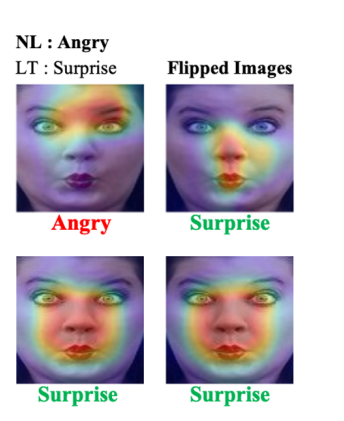 NL : Angry
LT : Surprise
Flipped Images
Angry
Surprise
Surprise
Surprise